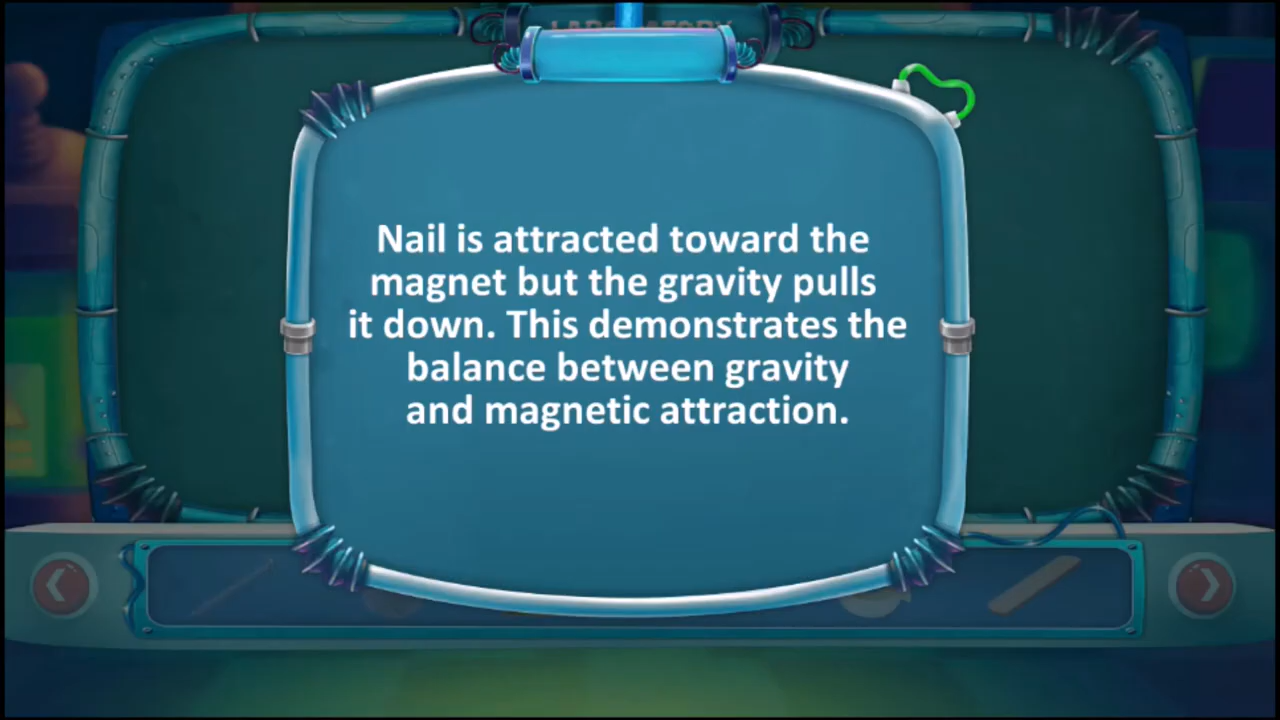 LABORATORY
Nail is attracted toward the
magnet but the gravity pulls
it down. This demonstrates the
balance between gravity
and magnetic attraction.